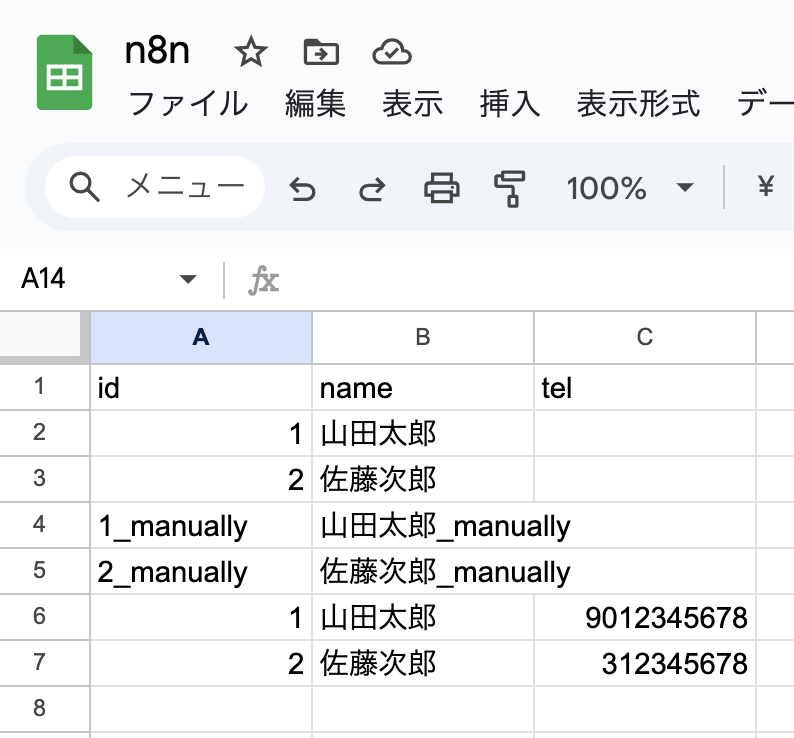 n8n
ファイル 編集 表示 挿入 表示形式 デー
メニュー 100% ¥
A14 fx
A B C
1 id name tel
2 1 山田太郎
3 2 佐藤次郎
4 1_manually 山田太郎_manually
5 2_manually 佐藤次郎_manually
6 1 山田太郎 9012345678
7 2 佐藤次郎 312345678
8